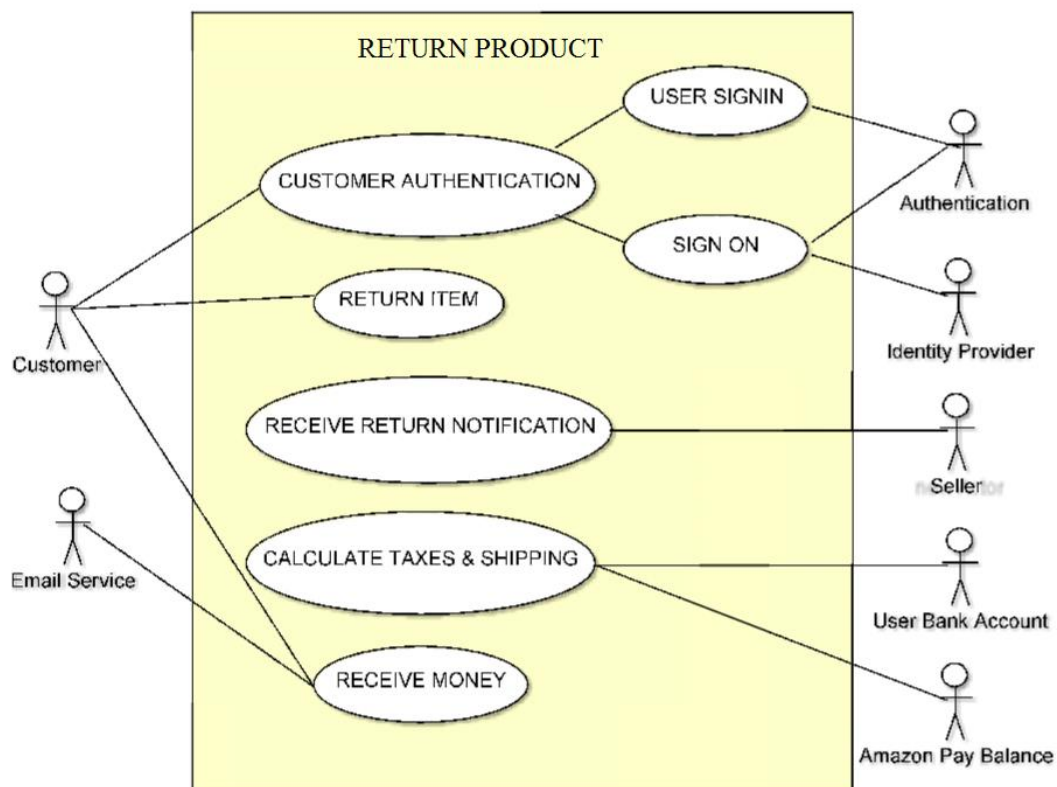 RETURN PRODUCT
USER SIGNIN
CUSTOMER AUTHENTICATION
Authentication
SIGN ON
RETURN ITEM
Identity Provider
Customer
RECEIVE RETURN NOTIFICATION
Seller
CALCULATE TAXES & SHIPPING
Email Service
User Bank Account
RECEIVE MONEY
Amazon Pay Balance